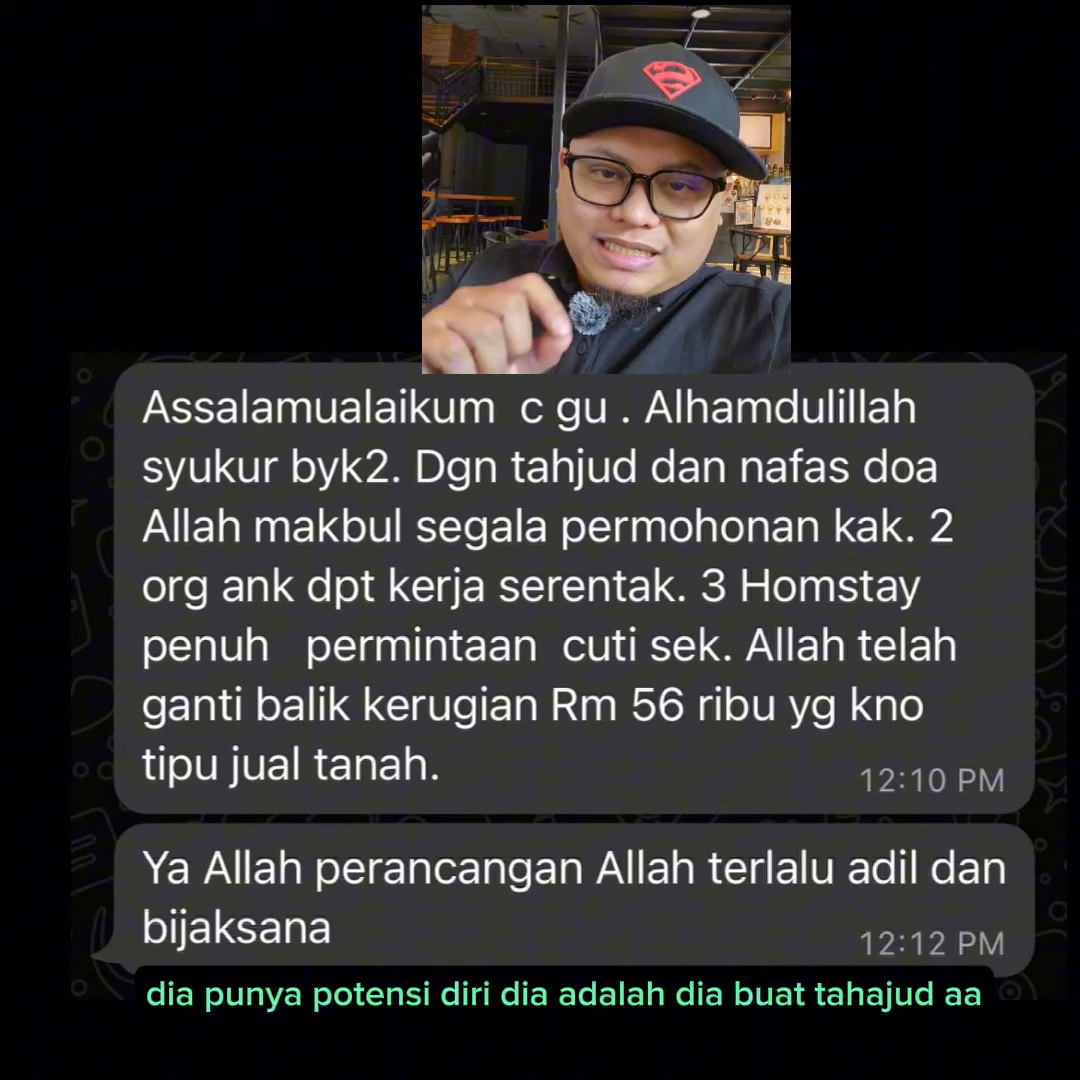 Assalamualaikum c gu . Alhamdulillah
syukur byk2. Dgn tahjud dan nafas doa
Allah makbul segala permohonan kak. 2
org ank dpt kerja serentak. 3 Homstay
penuh permintaan cuti sek. Allah telah
ganti balik kerugian Rm 56 ribu yg kno
tipu jual tanah.
12:10 PM
Ya Allah perancangan Allah terlalu adil dan
bijaksana
12:12 PM
dia punya potensi diri dia adalah dia buat tahajud aa